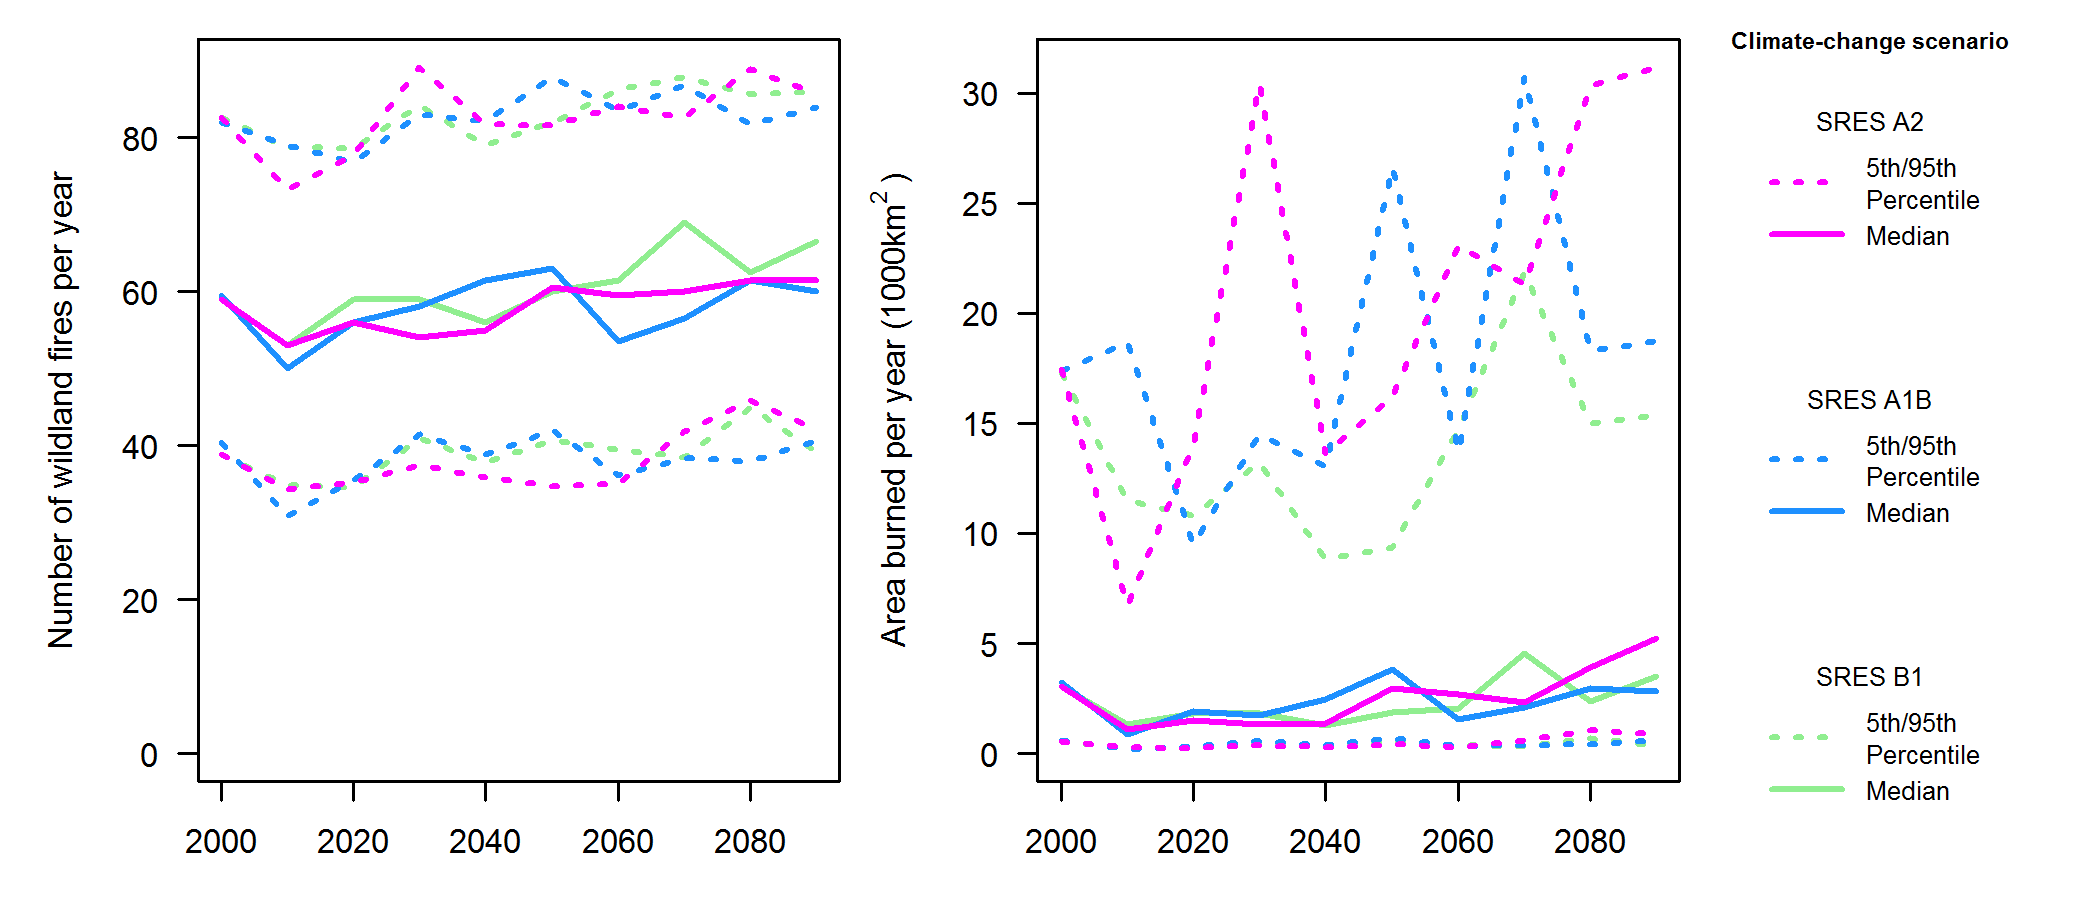 Number of wildland fires per year
80
60
40
20
0
2000 2020 2040 2060 2080
Area burned per year (1000km²)
30
25
20
15
10
5
0
2000 2020 2040 2060 2080
Climate-change scenario
SRES A2
5th/95th
Percentile
Median
SRES A1B
5th/95th
Percentile
Median
SRES B1
5th/95th
Percentile
Median